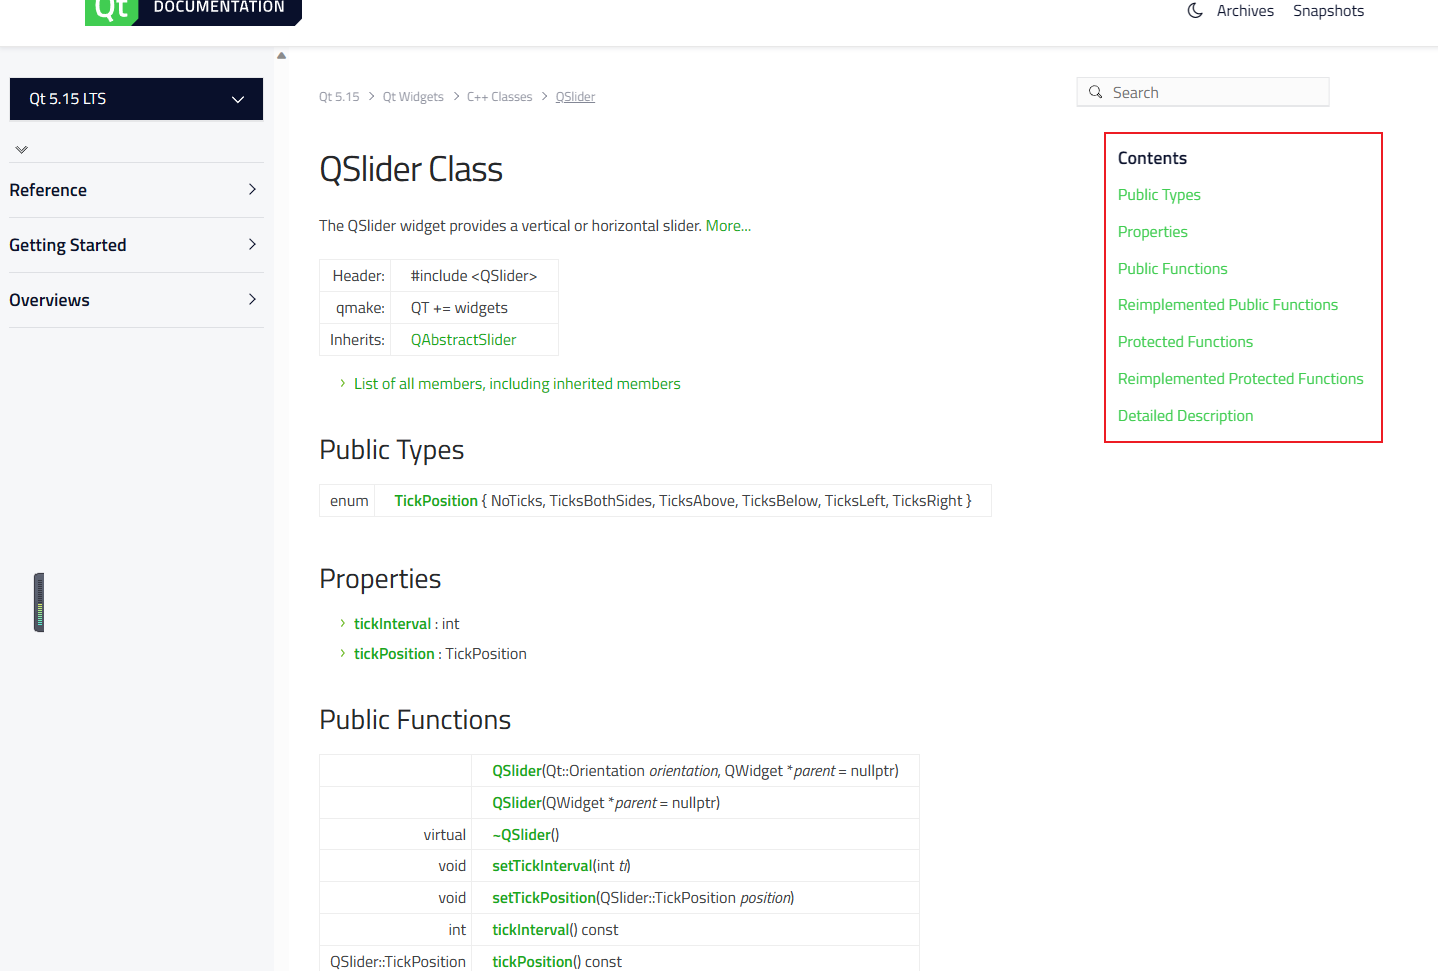 Qt DOCUMENTATION
Archives Snapshots
Qt 5.15 LTS
Reference
Getting Started
Overviews
Qt 5.15 > Qt Widgets > C++ Classes > QSlider
QSlider Class
The QSlider widget provides a vertical or horizontal slider. More...
Header: #include <QSlider>
qmake: QT += widgets
Inherits: QAbstractSlider
List of all members, including inherited members
Public Types
enum TickPosition { NoTicks, TicksBothSides, TicksAbove, TicksBelow, TicksLeft, TicksRight }
Properties
tickInterval : int
tickPosition : TickPosition
Public Functions
QSlider(Qt::Orientation orientation, QWidget *parent = nullptr)
QSlider(QWidget *parent = nullptr)
virtual ~QSlider()
void setTickInterval(int ti)
void setTickPosition(QSlider::TickPosition position)
int tickInterval() const
QSlider::TickPosition tickPosition() const
Search
Contents
Public Types
Properties
Public Functions
Reimplemented Public Functions
Protected Functions
Reimplemented Protected Functions
Detailed Description